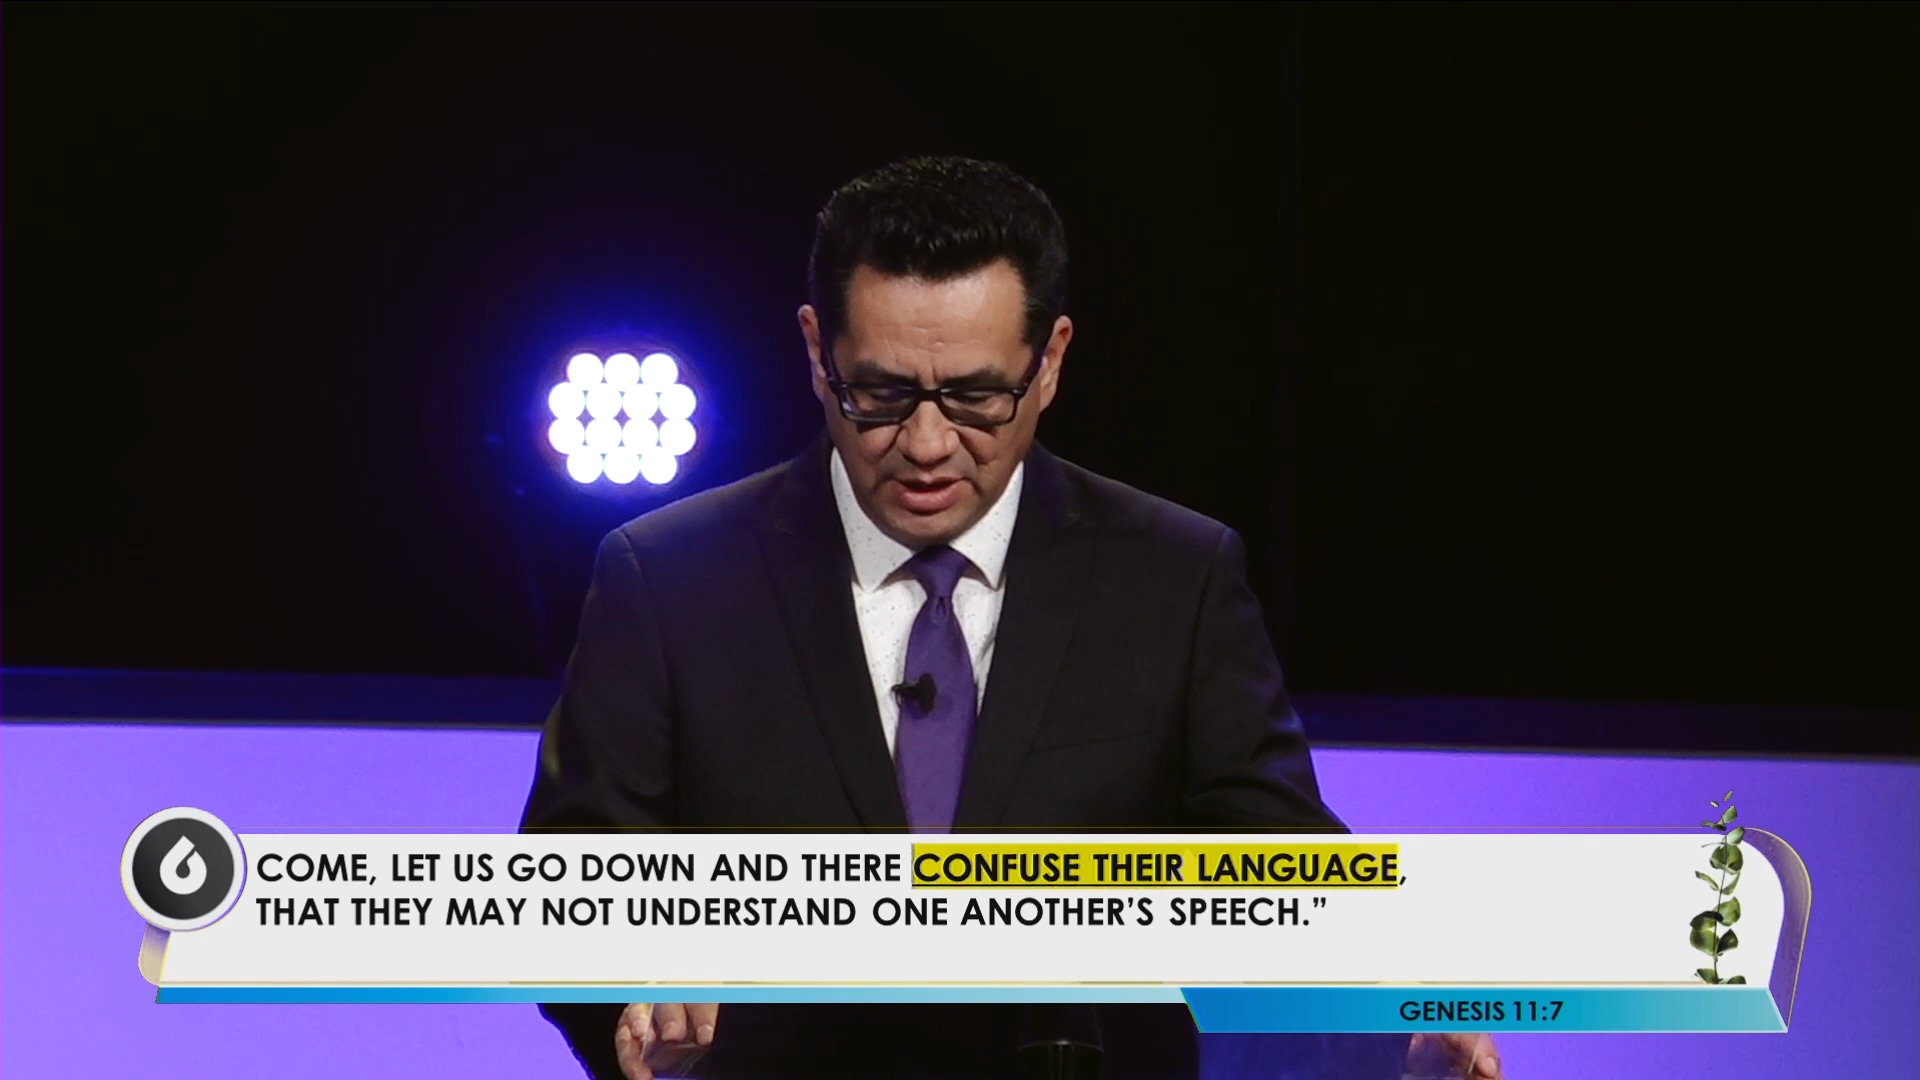 COME, LET US GO DOWN AND THERE CONFUSE THEIR LANGUAGE,
THAT THEY MAY NOT UNDERSTAND ONE ANOTHER’S SPEECH.”
GENESIS 11:7